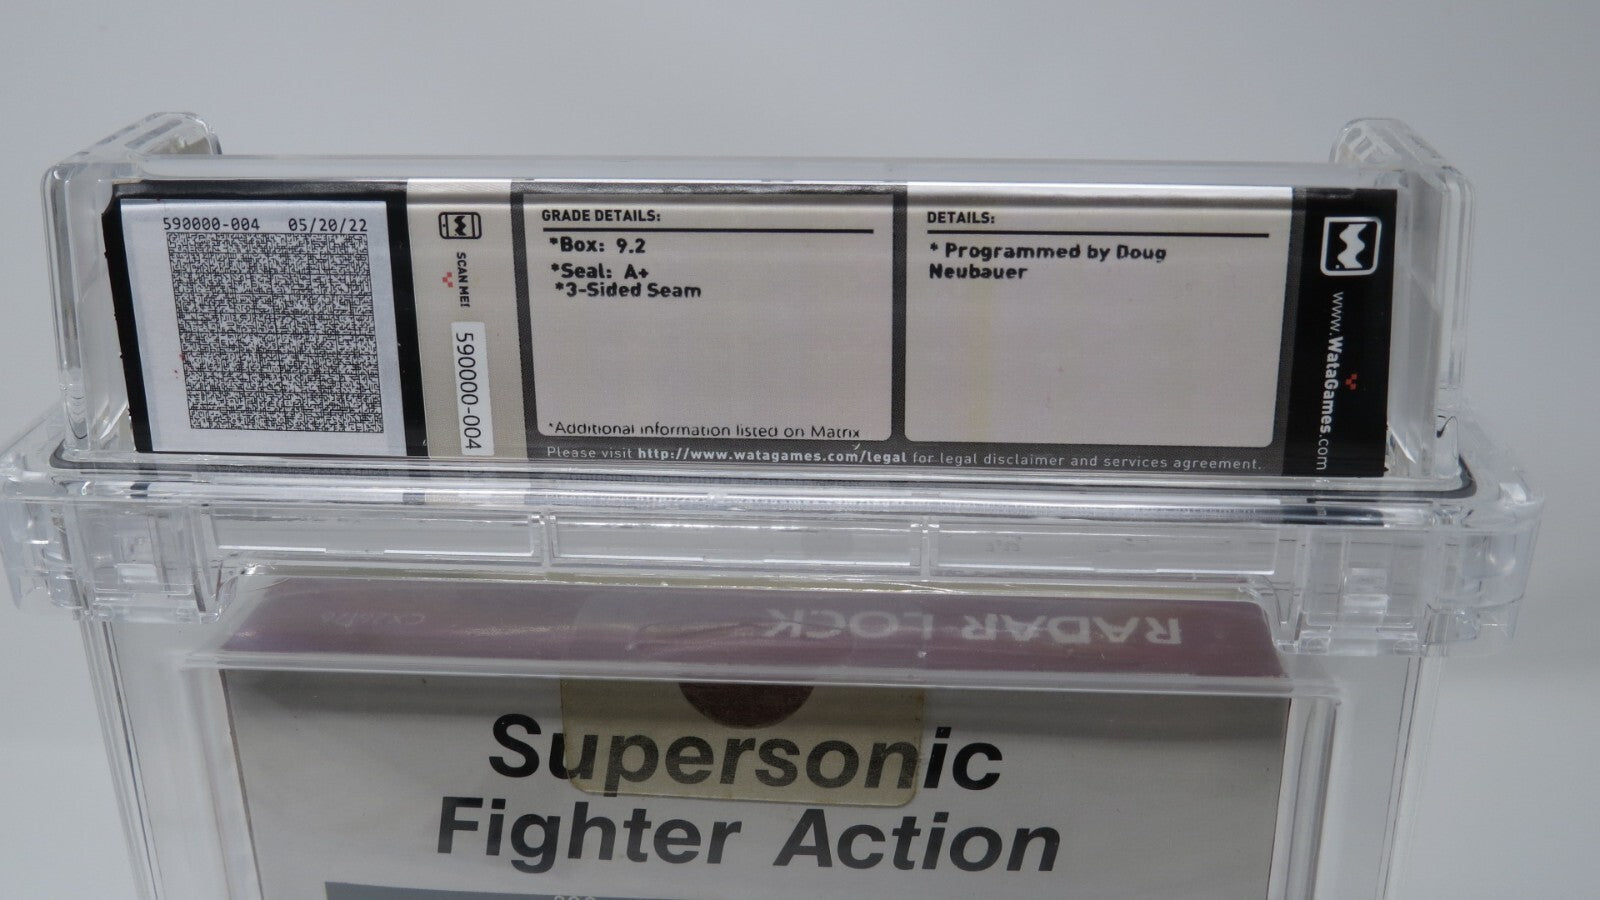 590000-004 05/20/22
SCAN ME!
590000-004
GRADE DETAILS:
*Box: 9.2
*Seal: A+
*3-Sided Seam
*Additional information listed on Matrix
DETAILS:
* Programmed by Doug
Neubauer
Please visit http://www.watagames.com/legal for legal disclaimer and services agreement.
www.WataGames.com
RADAR LOCK
Supersonic
Fighter Action